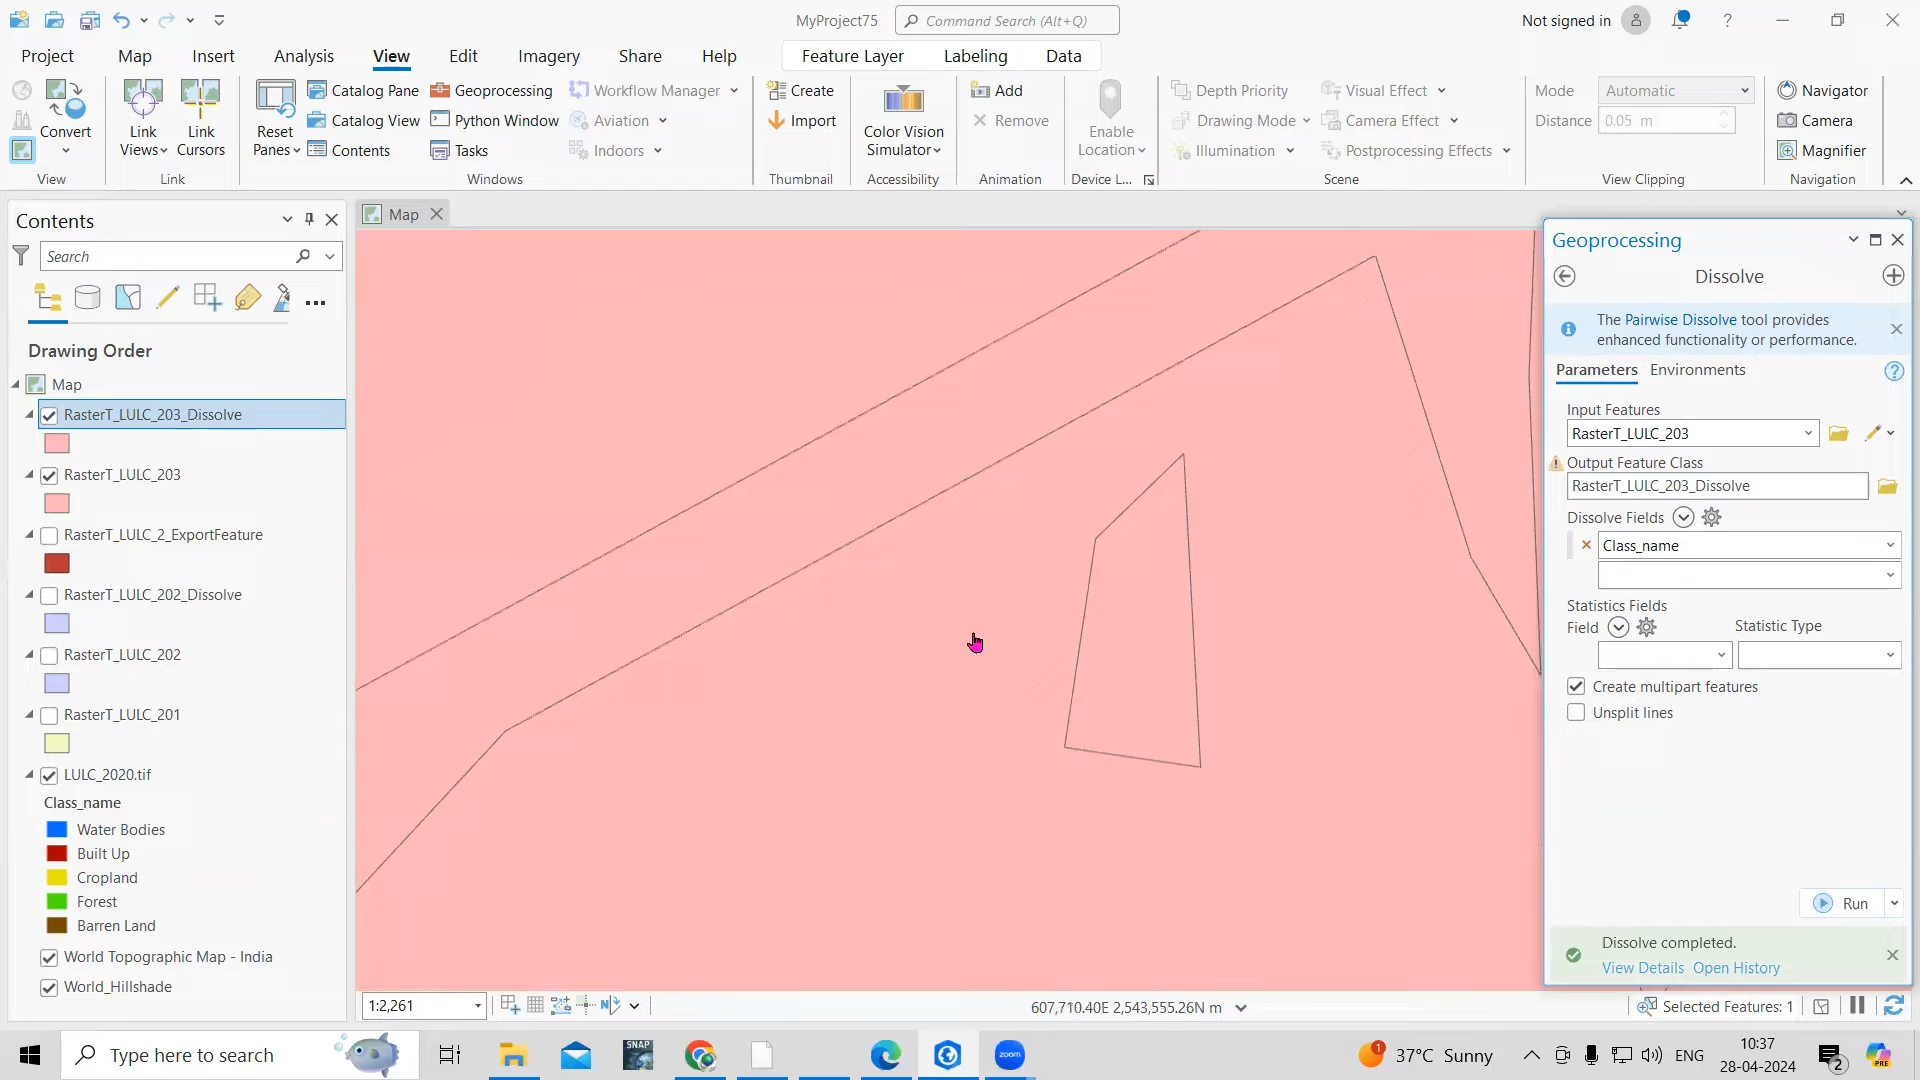 MyProject75
Command Search (Alt+Q)
Not signed in
?
Project
Map
Insert
Analysis
View
Edit
Imagery
Share
Help
Feature Layer
Labeling
Data
Convert
View
Link Views
Link Cursors
Link
Reset Panes
Catalog Pane
Catalog View
Contents
Geoprocessing
Python Window
Tasks
Workflow Manager
Aviation
Indoors
Windows
Create
Import
Thumbnail
Color Vision Simulator
Accessibility
Add
Remove
Animation
Enable Location
Device L...
Depth Priority
Drawing Mode
Illumination
Visual Effect
Camera Effect
Postprocessing Effects
Scene
Mode
Automatic
Distance
0.05 m
View Clipping
Navigator
Camera
Magnifier
Navigation
Contents
Search
Drawing Order
Map
RasterT_LULC_203_Dissolve
RasterT_LULC_203
RasterT_LULC_2_ExportFeature
RasterT_LULC_202_Dissolve
RasterT_LULC_202
RasterT_LULC_201
LULC_2020.tif
Class_name
Water Bodies
Built Up
Cropland
Forest
Barren Land
World Topographic Map - India
World_Hillshade
Map
1:2,261
607,710.40E 2,543,555.26N m
Selected Features: 1
Geoprocessing
Dissolve
The Pairwise Dissolve tool provides
enhanced functionality or performance.
Parameters
Environments
?
Input Features
RasterT_LULC_203
Output Feature Class
RasterT_LULC_203_Dissolve
Dissolve Fields
Class_name
Statistics Fields
Field
Statistic Type
Create multipart features
Unsplit lines
Run
Dissolve completed.
View Details Open History
Type here to search
SNAP
zoom
1
37°C Sunny
ENG
10:37
28-04-2024
2
PRE